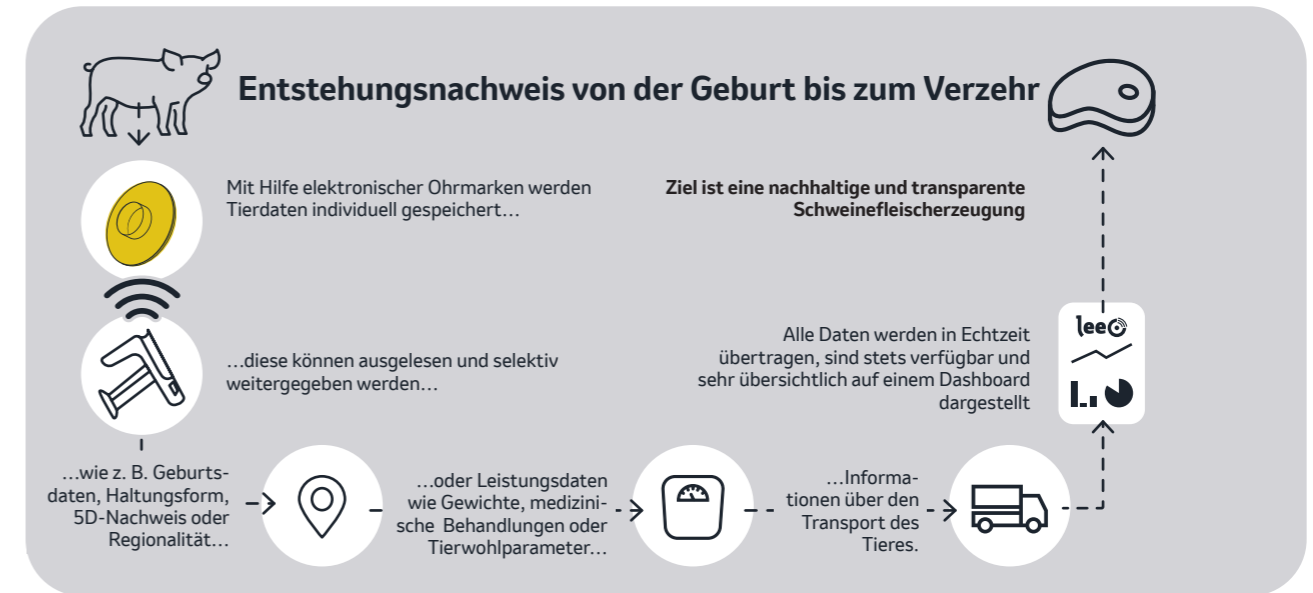 Entstehungsnachweis von der Geburt bis zum Verzehr
Mit Hilfe elektronischer Ohrmarken werden
Tierdaten individuell gespeichert…
Ziel ist eine nachhaltige und transparente
Schweinefleischerzeugung
…diese können ausgelesen und selektiv
weitergegeben werden…
…wie z. B. Geburts-
daten, Haltungsform,
5D-Nachweis oder
Regionalität…
…oder Leistungsdaten
wie Gewichte, medizini-
sche Behandlungen oder
Tierwohlparameter…
…Informa-
tionen über den
Transport des
Tieres.
Alle Daten werden in Echtzeit
übertragen, sind stets verfügbar und
sehr übersichtlich auf einem Dashboard
dargestellt
leeO